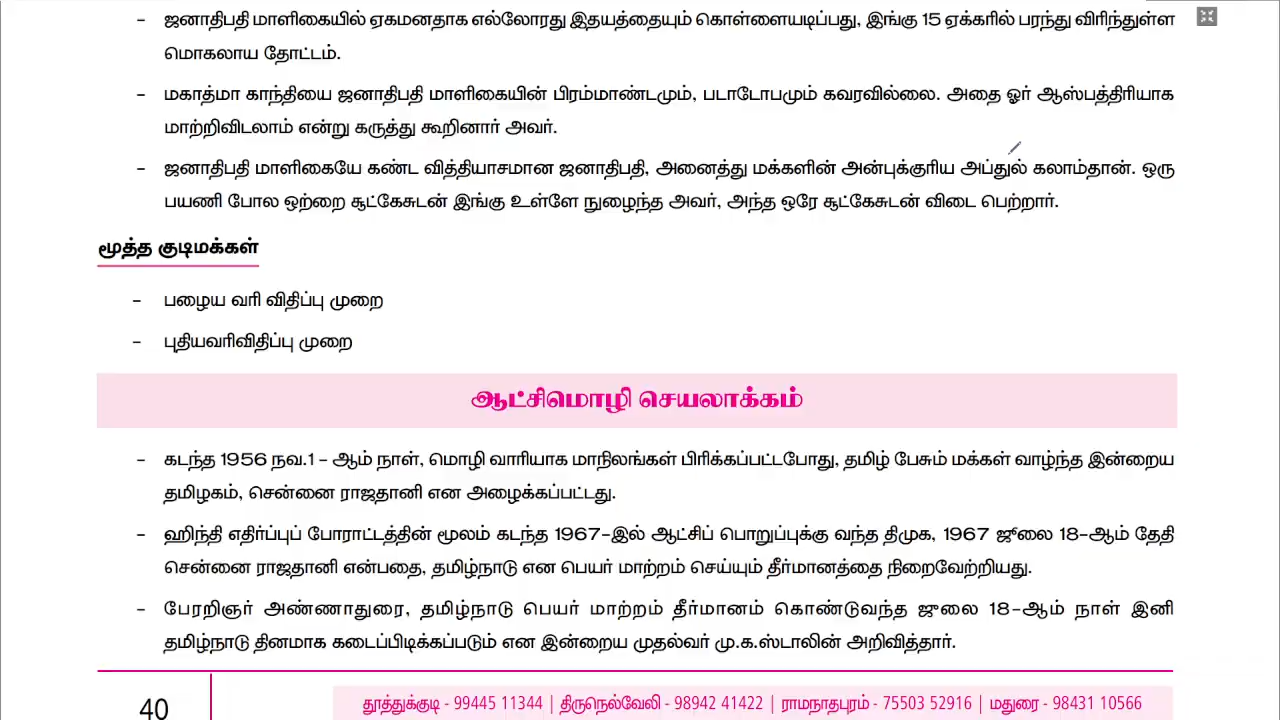 - ஜனாதிபதி மாளிகையில் ஏகமனதாக எல்லோரது இதயத்தையும் கொள்ளையடிப்பது, இங்கு 15 ஏக்கரில் பரந்து விரிந்துள்ள
மொகலாய தோட்டம்.
- மகாத்மா காந்தியை ஜனாதிபதி மாளிகையின் பிரம்மாண்டமும், படாடோபமும் கவரவில்லை. அதை ஓர் ஆஸ்பத்திரியாக
மாற்றிவிடலாம் என்று கருத்து கூறினார் அவர்.
- ஜனாதிபதி மாளிகையே கண்ட வித்தியாசமான ஜனாதிபதி, அனைத்து மக்களின் அன்புக்குரிய அப்துல் கலாம்தான். ஒரு
பயணி போல ஒற்றை சூட்கேசுடன் இங்கு உள்ளே நுழைந்த அவர், அந்த ஒரே சூட்கேசுடன் விடை பெற்றார்.
மூத்த குடிமக்கள்
- பழைய வரி விதிப்பு முறை
- புதியவரிவிதிப்பு முறை
ஆட்சிமொழி செயலாக்கம்
- கடந்த 1956 நவ.1 - ஆம் நாள், மொழி வாரியாக மாநிலங்கள் பிரிக்கப்பட்டபோது, தமிழ் பேசும் மக்கள் வாழ்ந்த இன்றைய
தமிழகம், சென்னை ராஜதானி என அழைக்கப்பட்டது.
- ஹிந்தி எதிர்ப்புப் போராட்டத்தின் மூலம் கடந்த 1967-இல் ஆட்சிப் பொறுப்புக்கு வந்த திமுக, 1967 ஜூலை 18-ஆம் தேதி
சென்னை ராஜதானி என்பதை, தமிழ்நாடு என பெயர் மாற்றம் செய்யும் தீர்மானத்தை நிறைவேற்றியது.
- பேரறிஞர் அண்ணாதுரை, தமிழ்நாடு பெயர் மாற்றம் தீர்மானம் கொண்டுவந்த ஜுலை 18-ஆம் நாள் இனி
தமிழ்நாடு தினமாக கடைப்பிடிக்கப்படும் என இன்றைய முதல்வர் மு.க.ஸ்டாலின் அறிவித்தார்.
40
தூத்துக்குடி - 99445 11344 | திருநெல்வேலி - 98942 41422 | ராமநாதபுரம் - 75503 52916 | மதுரை - 98431 10566